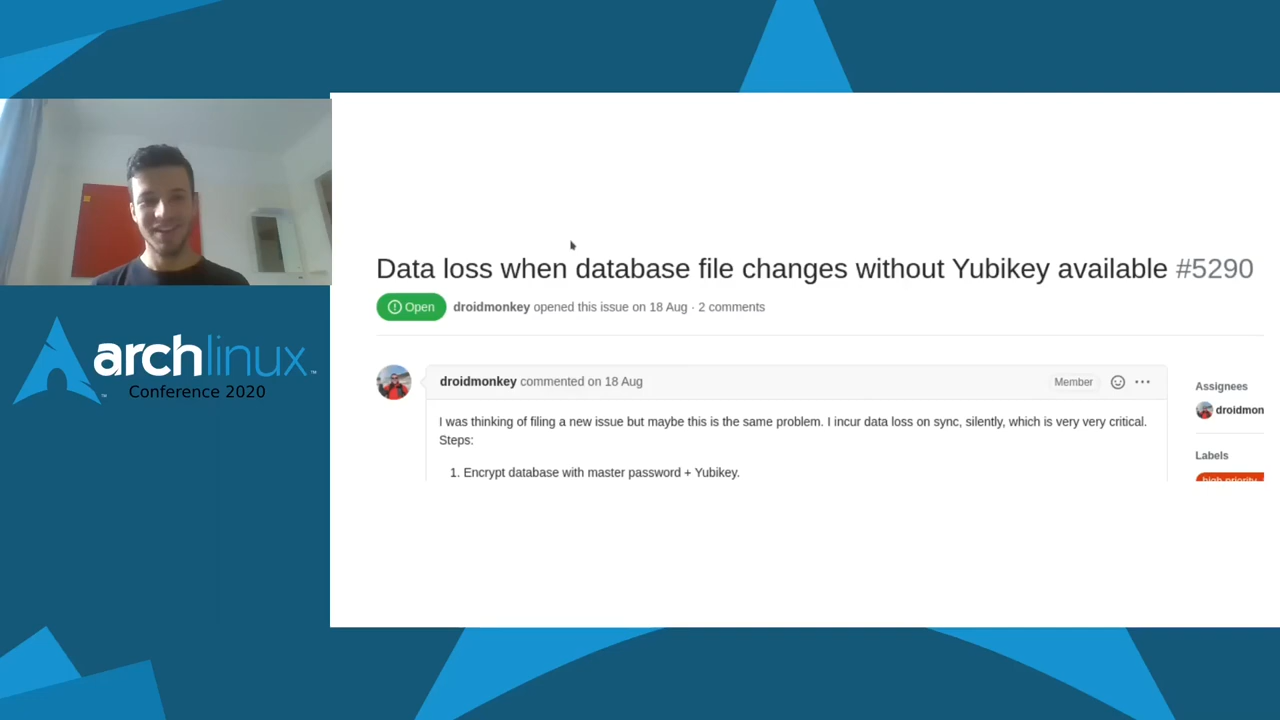 Data loss when database file changes without Yubikey available #5290
Open droidmonkey opened this issue on 18 Aug · 2 comments
droidmonkey commented on 18 Aug Member
Assignees
droidmon
I was thinking of filing a new issue but maybe this is the same problem. I incur data loss on sync, silently, which is very very critical.
Steps:
Labels
1. Encrypt database with master password + Yubikey.
high priority
archlinux™
Conference 2020